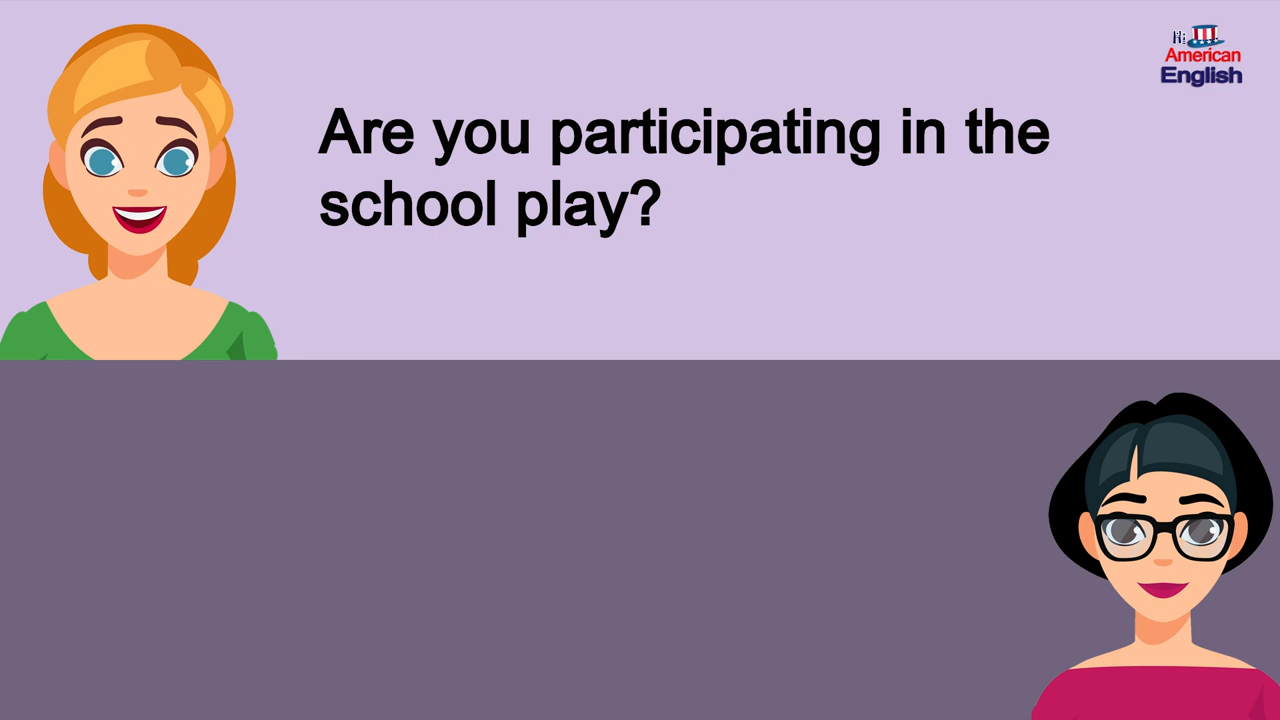 Are you participating in the
school play?
Hi
American
English